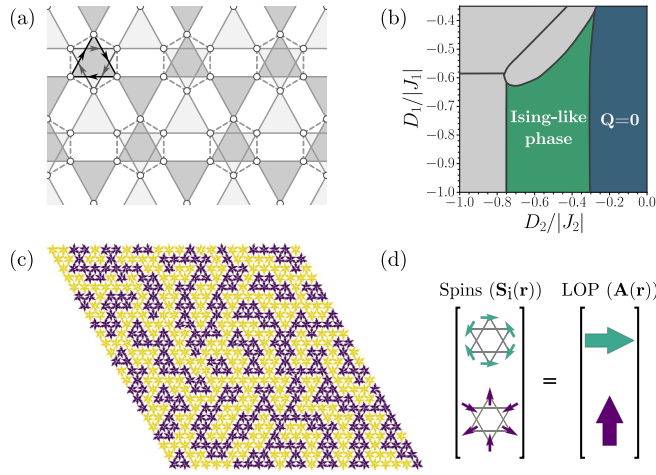 (a)
(b)
D₁/|J₁|
−0.4
−0.5
−0.6
−0.7
−0.8
−0.9
−1.0
Ising-like
phase
Q=0
−1.0 −0.8 −0.6 −0.4 −0.2 0.0
D₂/|J₂|
(c)
(d)
Spins (Sᵢ(r)) LOP (A(r))
=